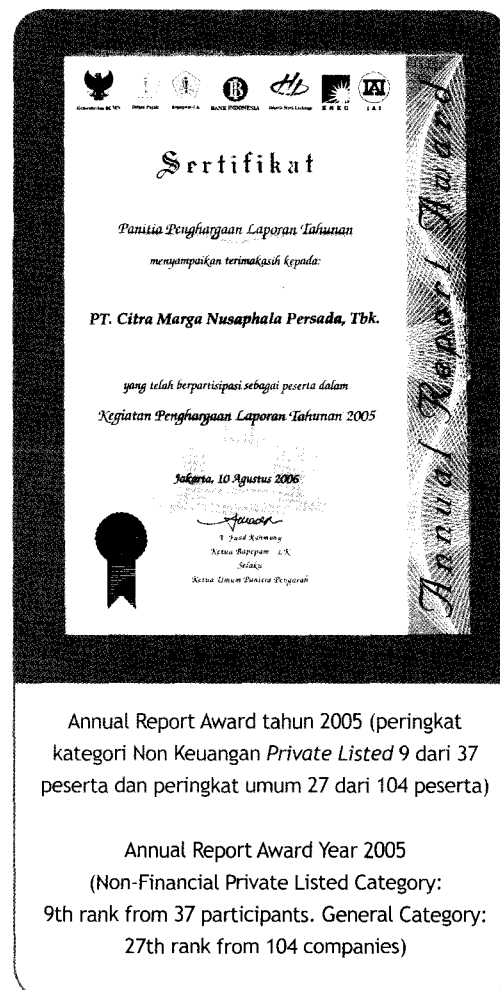 BANK INDONESIA
K N K G
I A I
Sertifikat
Panitia Penghargaan Laporan Tahunan
menyampaikan terimakasih kepada:
PT. Citra Marga Nusaphala Persada, Tbk.
yang telah berpartisipasi sebagai peserta dalam
Kegiatan Penghargaan Laporan Tahunan 2005
Jakarta, 10 Agustus 2006
Fuad Rahmany
Ketua Bapepam LK
Selaku
Ketua Umum Panitia Pengarah
Annual Report Award
Annual Report Award tahun 2005 (peringkat
kategori Non Keuangan Private Listed 9 dari 37
peserta dan peringkat umum 27 dari 104 peserta)
Annual Report Award Year 2005
(Non-Financial Private Listed Category:
9th rank from 37 participants. General Category:
27th rank from 104 companies)